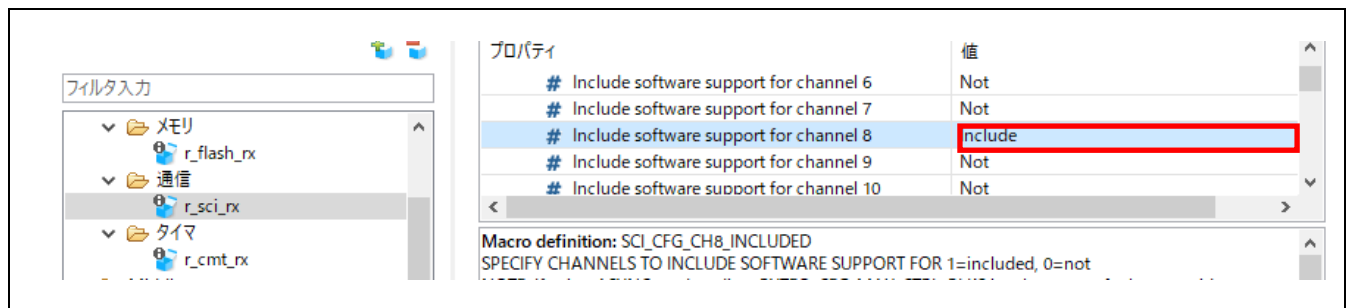 フィルタ入力
メモリ
r_flash_rx
通信
r_sci_rx
タイマ
r_cmt_rx
プロパティ 値
# Include software support for channel 6 Not
# Include software support for channel 7 Not
# Include software support for channel 8 Include
# Include software support for channel 9 Not
# Include software support for channel 10 Not
Macro definition: SCI_CFG_CH8_INCLUDED
SPECIFY CHANNELS TO INCLUDE SOFTWARE SUPPORT FOR 1=included, 0=not